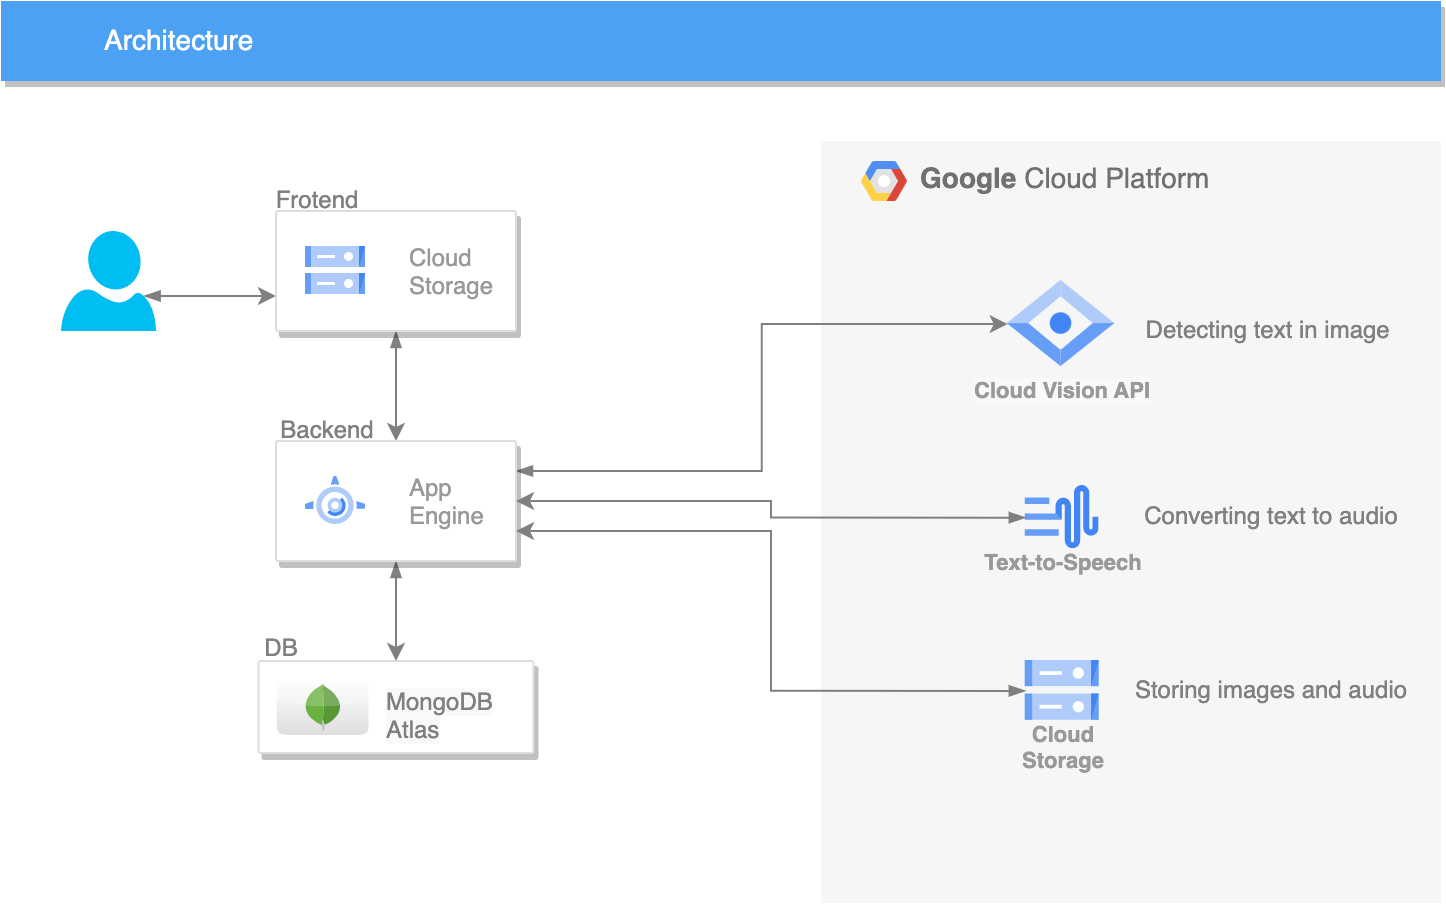 Architecture
Google Cloud Platform
Frotend
Cloud
Storage
Detecting text in image
Cloud Vision API
Backend
App
Engine
Converting text to audio
Text-to-Speech
DB
MongoDB
Atlas
Storing images and audio
Cloud
Storage